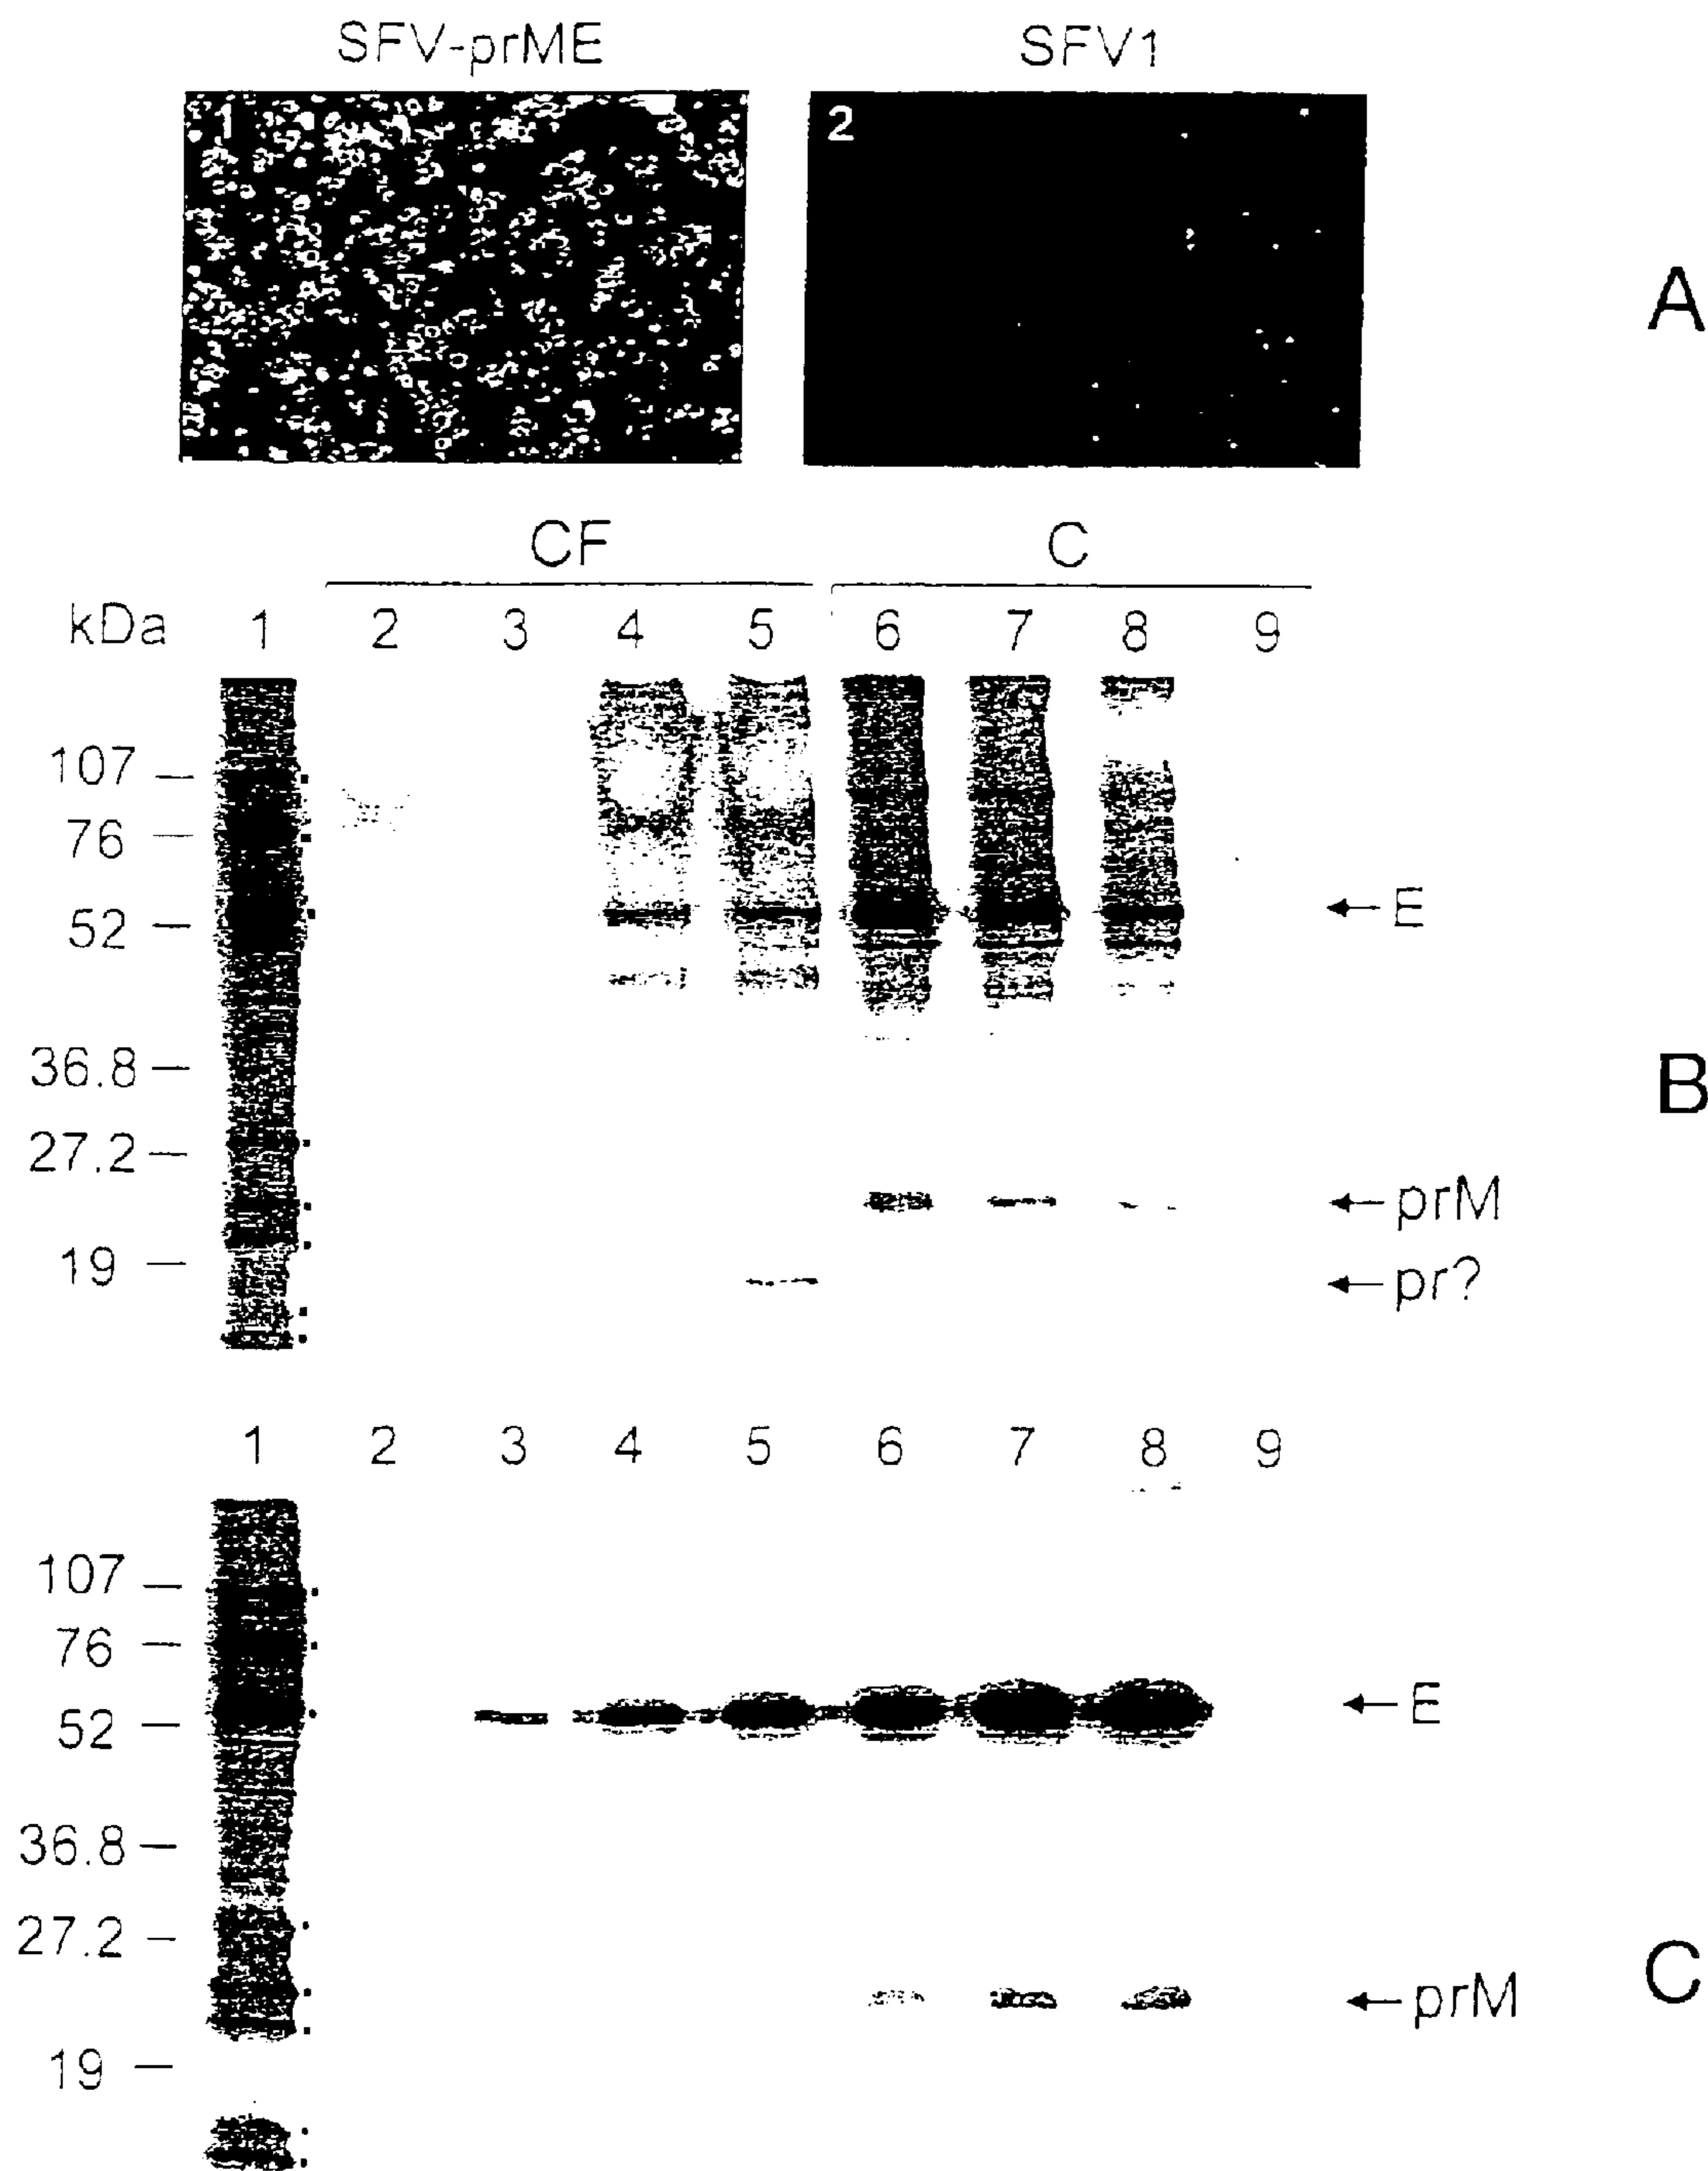 SFV-prME SFV1
1 2
A
CF C
kDa 1 2 3 4 5 6 7 8 9
107
76
52
E
36.8
27.2
B
prM
19
pr?
1 2 3 4 5 6 7 8 9
107
76
52
E
36.8
27.2
C
prM
19